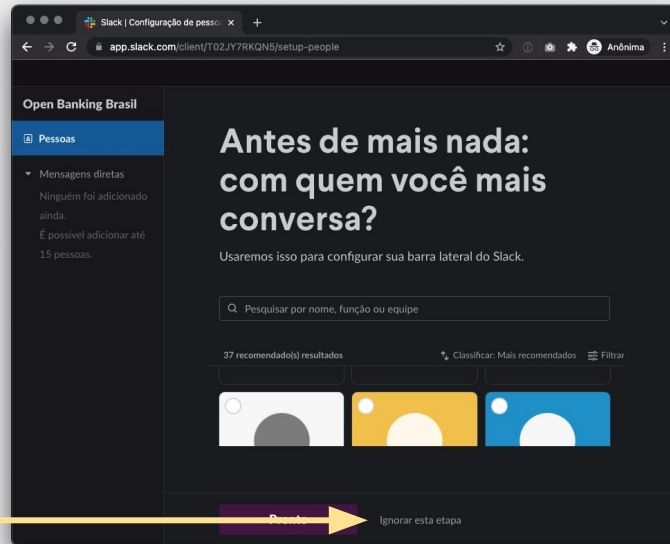 Slack | Configuração de pesso
app.slack.com/client/T02JY7RKQN5/setup-people
Anônima
Open Banking Brasil
Pessoas
Mensagens diretas
Ninguém foi adicionado
ainda.
É possível adicionar até
15 pessoas.
Antes de mais nada:
com quem você mais
conversa?
Usaremos isso para configurar sua barra lateral do Slack.
Pesquisar por nome, função ou equipe
37 recomendado(s) resultados
Classificar: Mais recomendados
Filtrar
Pronto
Ignorar esta etapa